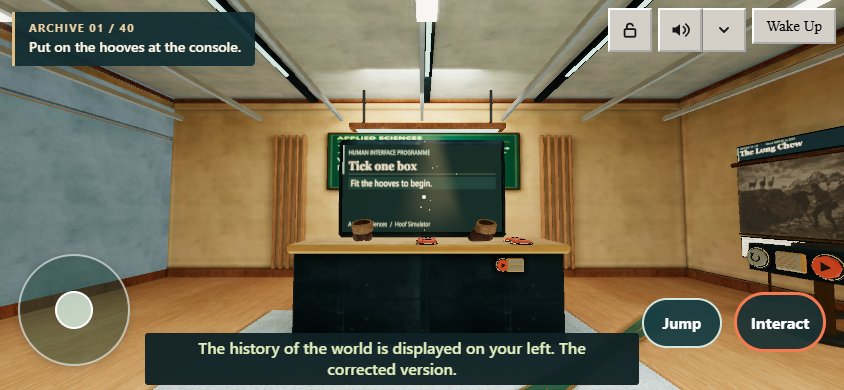 ARCHIVE 01 / 40
Put on the hooves at the console.
Wake Up
APPLIED SCIENCES
HUMAN INTERFACE PROGRAMME
Tick one box
Fit the hooves to begin.
/ Hoof Simulator
The Long Chew
Jump
Interact
The history of the world is displayed on your left. The
corrected version.